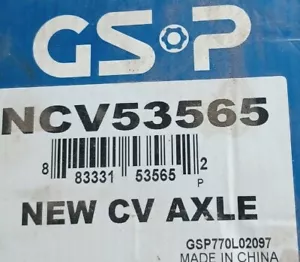 GSP
NCV53565
8 83331 53565 2
P
NEW CV AXLE
GSP770L02097
MADE IN CHINA